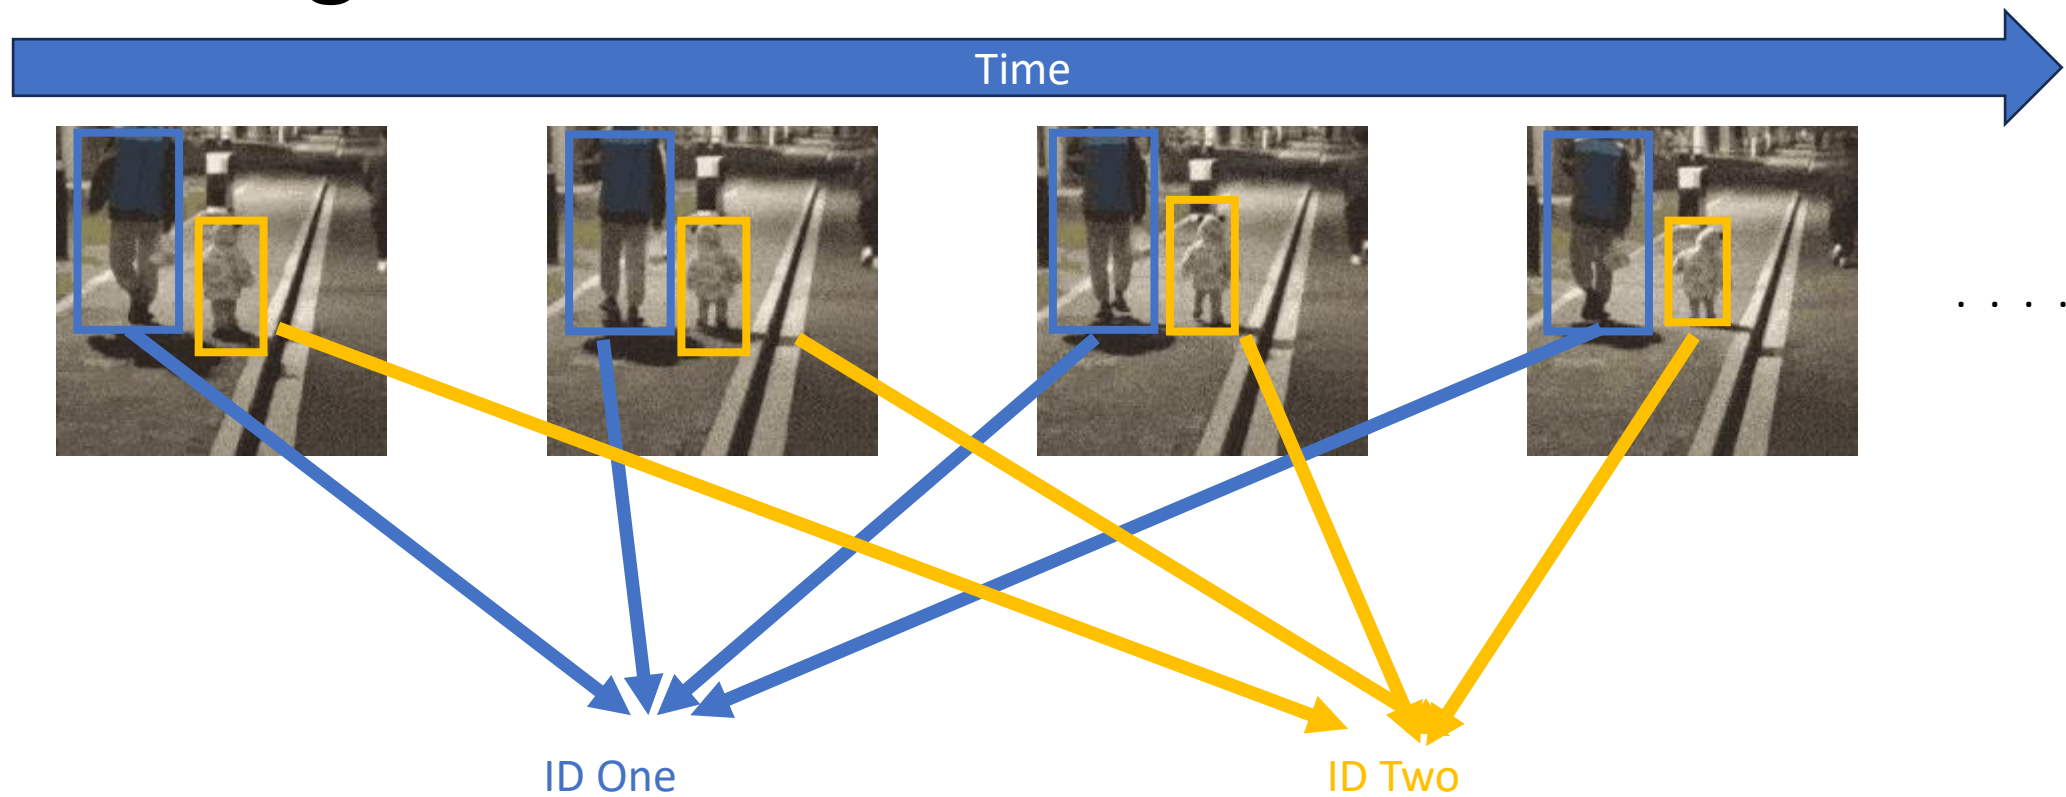 Time
. . . .
ID One
ID Two